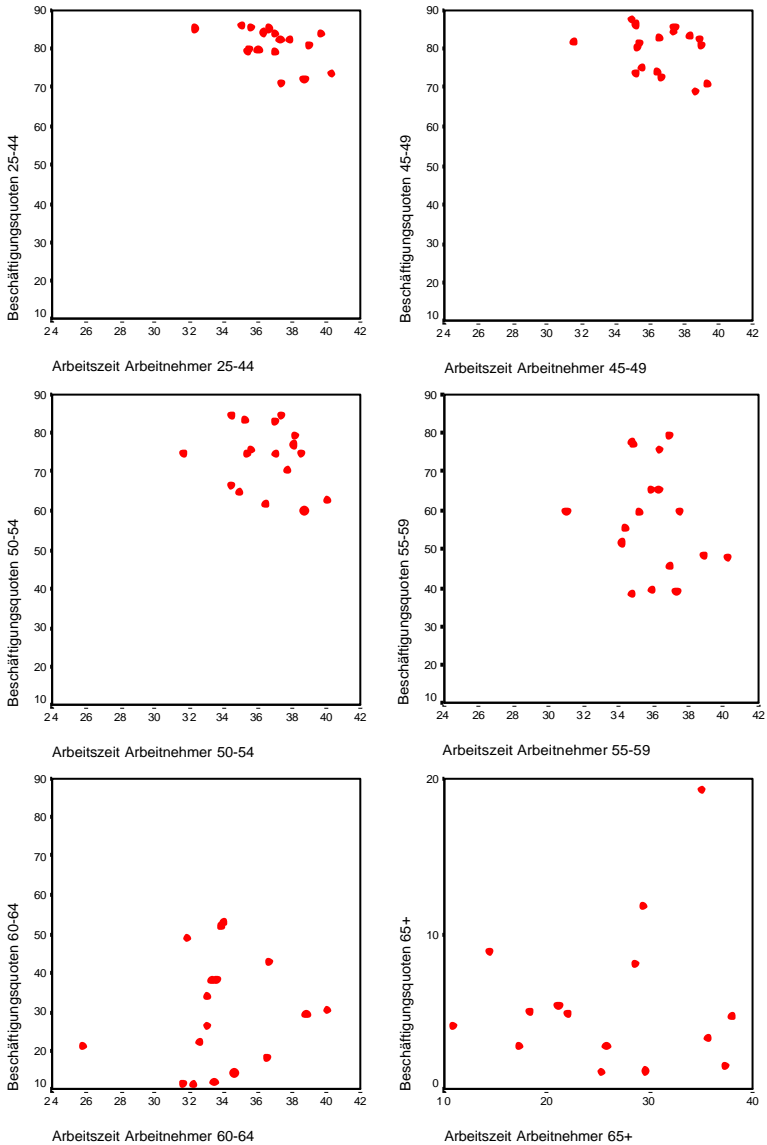 90
80
70
60
50
40
30
20
10
Beschäftigungsquoten 25-44
24 26 28 30 32 34 36 38 40 42
Arbeitszeit Arbeitnehmer 25-44
90
80
70
60
50
40
30
20
10
Beschäftigungsquoten 45-49
24 26 28 30 32 34 36 38 40 42
Arbeitszeit Arbeitnehmer 45-49
90
80
70
60
50
40
30
20
10
Beschäftigungsquoten 50-54
24 26 28 30 32 34 36 38 40 42
Arbeitszeit Arbeitnehmer 50-54
90
80
70
60
50
40
30
20
10
Beschäftigungsquoten 55-59
24 26 28 30 32 34 36 38 40 42
Arbeitszeit Arbeitnehmer 55-59
90
80
70
60
50
40
30
20
10
Beschäftigungsquoten 60-64
24 26 28 30 32 34 36 38 40 42
Arbeitszeit Arbeitnehmer 60-64
20
10
0
Beschäftigungsquoten 65+
10 20 30 40
Arbeitszeit Arbeitnehmer 65+